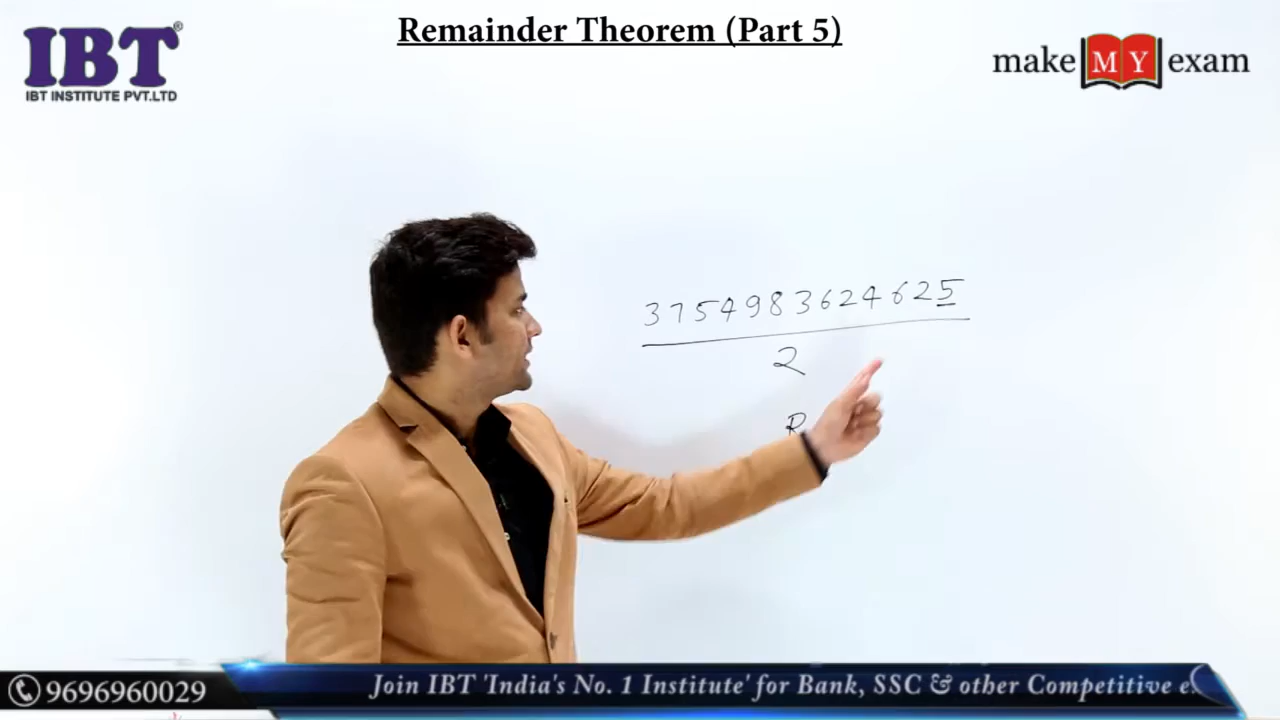 Remainder Theorem (Part 5)
IBT®
IBT INSTITUTE PVT.LTD
make MY exam
3754983624625
2
R
9696960029
Join IBT 'India's No. 1 Institute' for Bank, SSC & other Competitive e